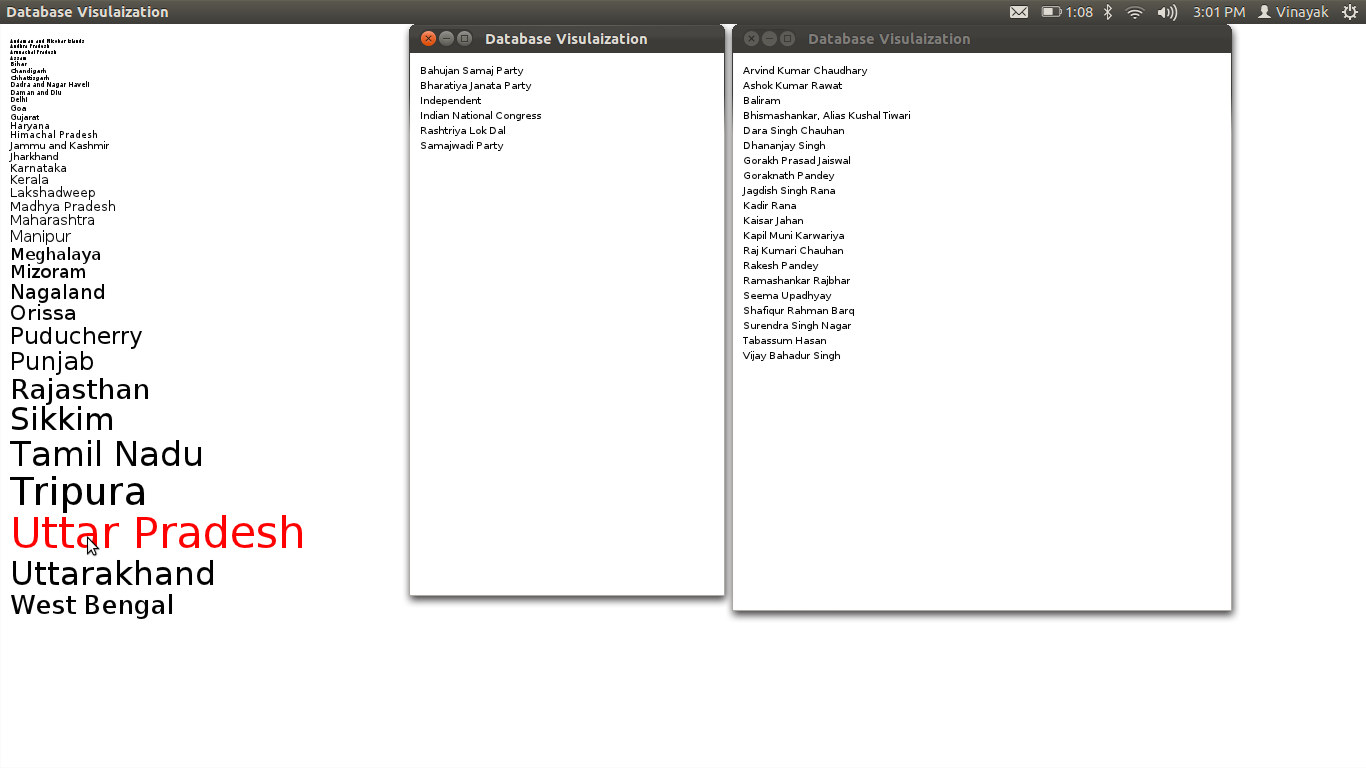 Database Visulaization
1:08
3:01 PM
Vinayak
Andaman and Nicobar Islands
Andhra Pradesh
Arunachal Pradesh
Assam
Bihar
Chandigarh
Chhattisgarh
Dadra and Nagar Haveli
Daman and Diu
Delhi
Goa
Gujarat
Haryana
Himachal Pradesh
Jammu and Kashmir
Jharkhand
Karnataka
Kerala
Lakshadweep
Madhya Pradesh
Maharashtra
Manipur
Meghalaya
Mizoram
Nagaland
Orissa
Puducherry
Punjab
Rajasthan
Sikkim
Tamil Nadu
Tripura
Uttar Pradesh
Uttarakhand
West Bengal
Database Visulaization
Bahujan Samaj Party
Bharatiya Janata Party
Independent
Indian National Congress
Rashtriya Lok Dal
Samajwadi Party
Database Visulaization
Arvind Kumar Chaudhary
Ashok Kumar Rawat
Baliram
Bhismashankar, Alias Kushal Tiwari
Dara Singh Chauhan
Dhananjay Singh
Gorakh Prasad Jaiswal
Goraknath Pandey
Jagdish Singh Rana
Kadir Rana
Kaisar Jahan
Kapil Muni Karwariya
Raj Kumari Chauhan
Rakesh Pandey
Ramashankar Rajbhar
Seema Upadhyay
Shafiqur Rahman Barq
Surendra Singh Nagar
Tabassum Hasan
Vijay Bahadur Singh